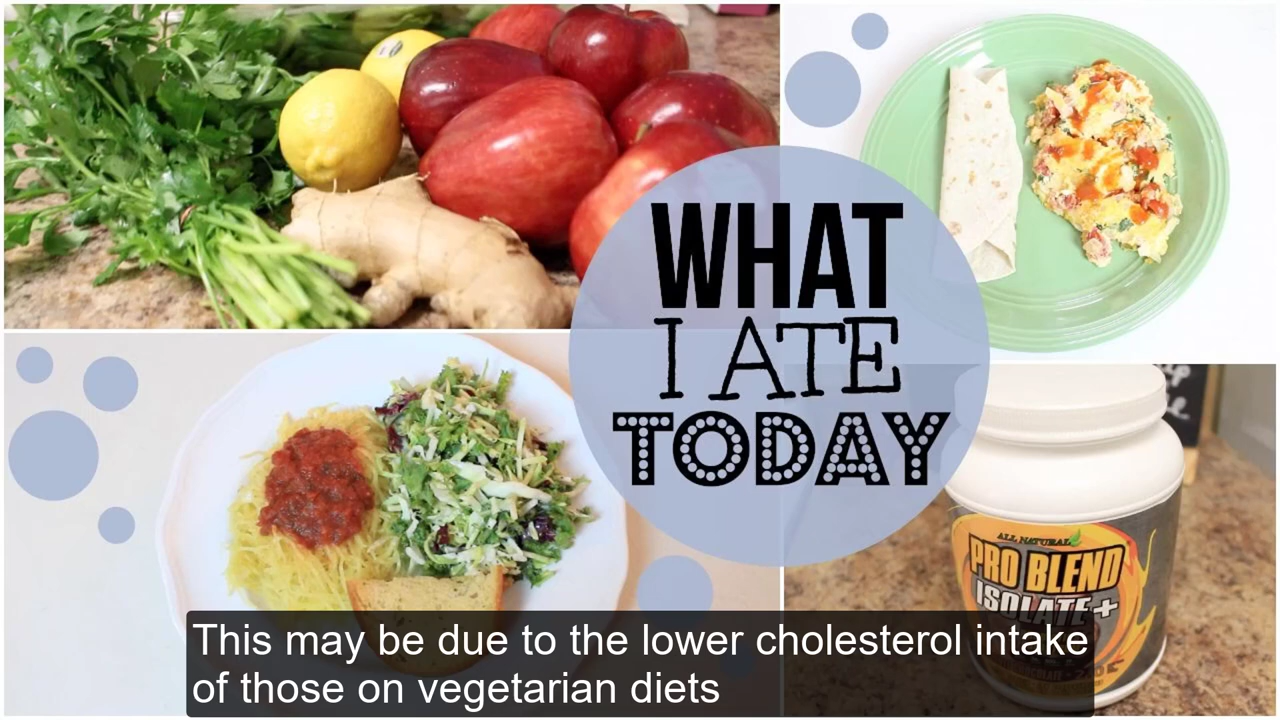 WHAT
I ATE
TODAY
ALL NATURAL
PRO BLEND
ISOLATE+
This may be due to the lower cholesterol intake
of those on vegetarian diets